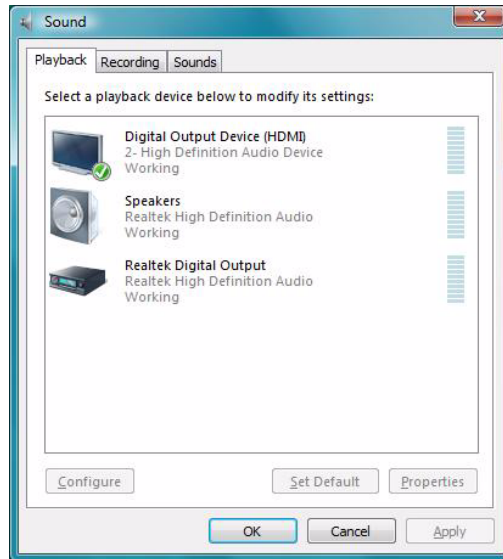 Sound
Playback Recording Sounds
Select a playback device below to modify its settings:
Digital Output Device (HDMI)
2- High Definition Audio Device
Working
Speakers
Realtek High Definition Audio
Working
Realtek Digital Output
Realtek High Definition Audio
Working
Configure Set Default Properties
OK Cancel Apply